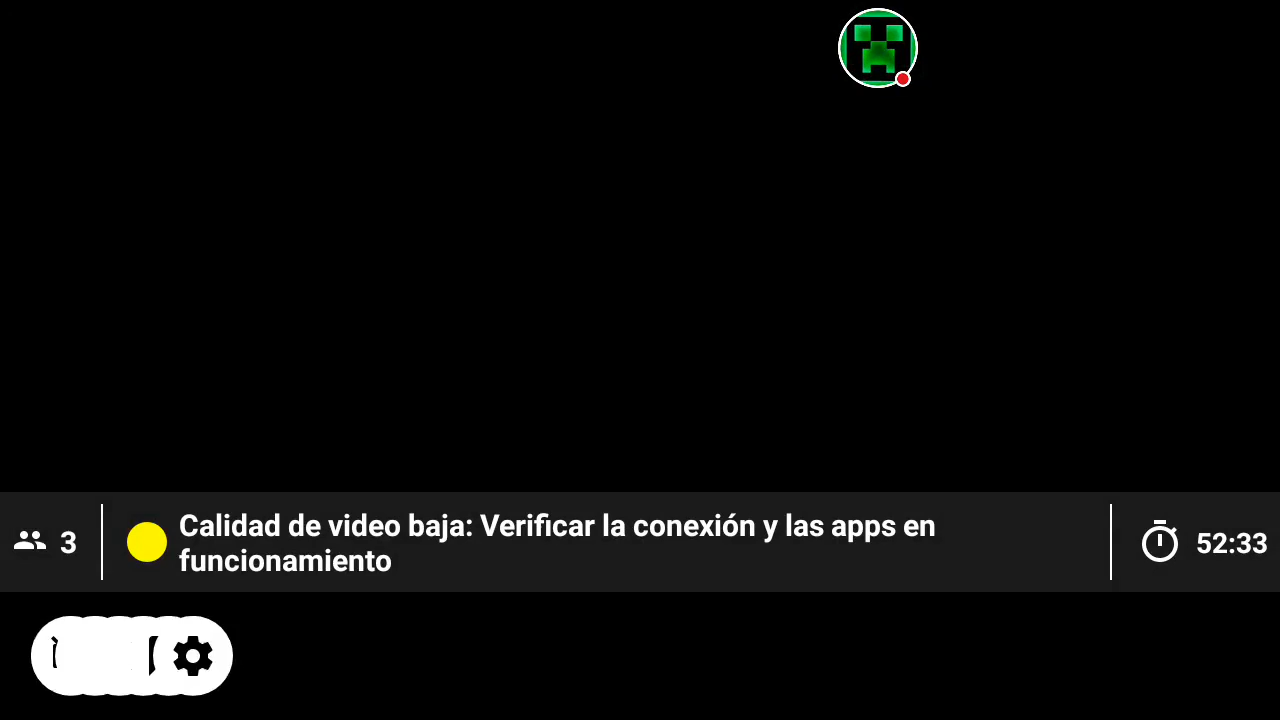 3
Calidad de video baja: Verificar la conexión y las apps en
funcionamiento
52:33